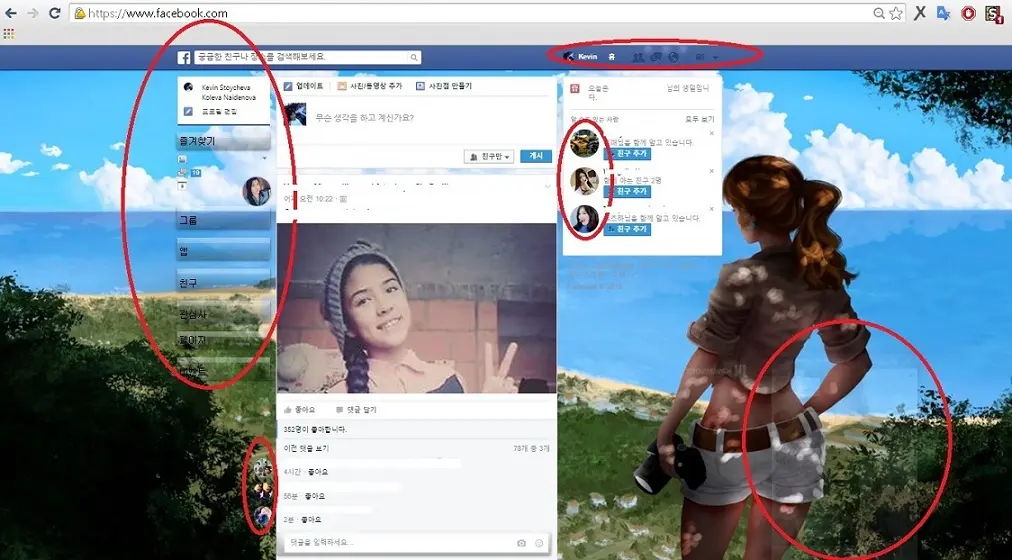 https://www.facebook.com
궁금한 친구나 장소를 검색해보세요.
Kevin 홈
Kevin Stoycheva
Koleva Naidenova
프로필 편집
즐겨찾기
19
그룹
앱
친구
관심사
페이지
업데이트
사진/동영상 추가
사진첩 만들기
무슨 생각을 하고 계신가요?
친구만
게시
오전 10:22
좋아요
댓글 달기
352명이 좋아합니다.
이전 댓글 보기
78개 중 3개
4시간 · 좋아요
56분 · 좋아요
2분 · 좋아요
댓글을 입력하세요...
오늘은
님의 생일입니
다.
알 수도 있는 사람
모두 보기
님을 함께 알고 있습니다.
친구 추가
함께 아는 친구 2명
친구 추가
님을 함께 알고 있습니다.
친구 추가